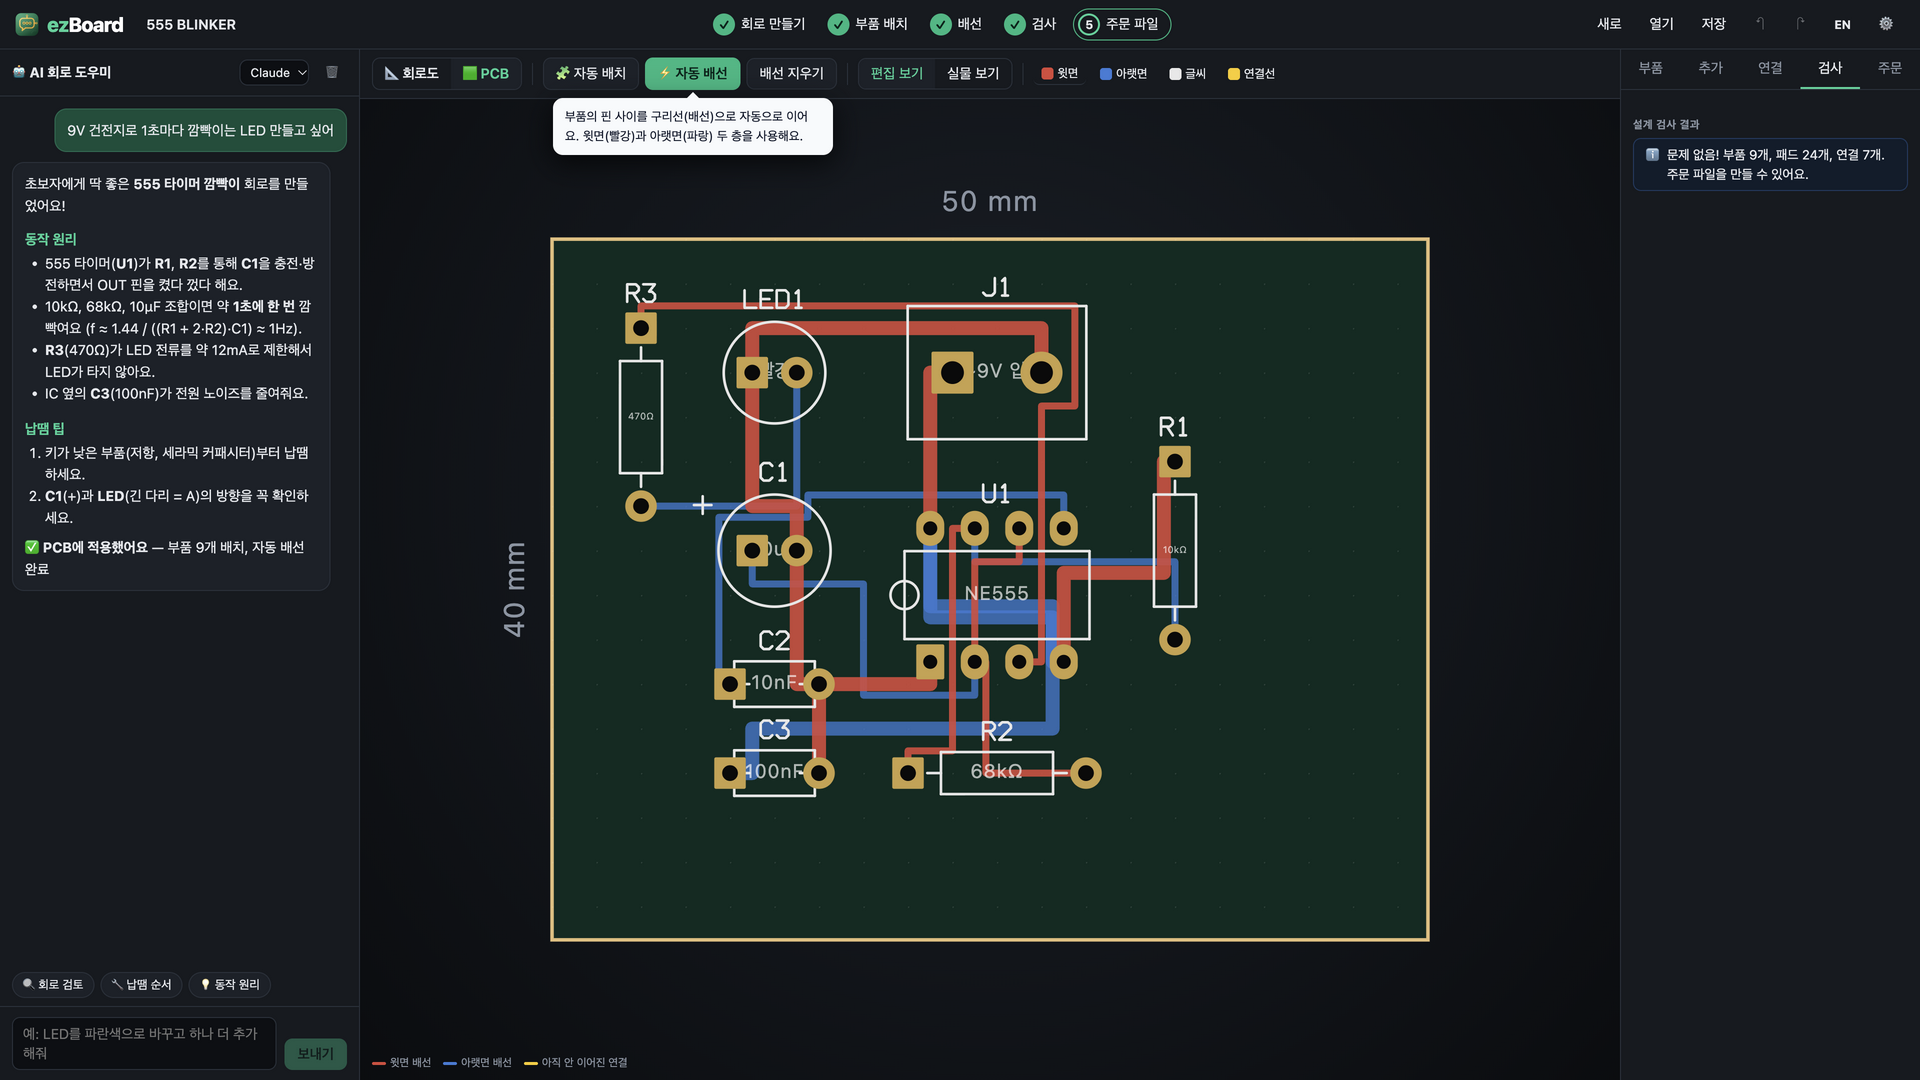 ezBoard
555 BLINKER
회로 만들기
부품 배치
배선
검사
5 주문 파일
새로
열기
저장
EN
AI 회로 도우미
Claude
회로도
PCB
자동 배치
자동 배선
배선 지우기
편집 보기
실물 보기
윗면
아랫면
글씨
연결선
부품
추가
연결
검사
주문
부품의 핀 사이를 구리선(배선)으로 자동으로 이어
요. 윗면(빨강)과 아랫면(파랑) 두 층을 사용해요.
9V 건전지로 1초마다 깜빡이는 LED 만들고 싶어
초보자에게 딱 좋은 555 타이머 깜빡이 회로를 만들
었어요!
동작 원리
• 555 타이머(U1)가 R1, R2를 통해 C1을 충전·방
전하면서 OUT 핀을 켰다 껐다 해요.
• 10kΩ, 68kΩ, 10μF 조합이면 약 1초에 한 번 깜
빡여요 (f ≈ 1.44 / ((R1 + 2·R2)·C1) ≈ 1Hz).
• R3(470Ω)가 LED 전류를 약 12mA로 제한해서
LED가 타지 않아요.
• IC 옆의 C3(100nF)가 전원 노이즈를 줄여줘요.
납땜 팁
1. 키가 낮은 부품(저항, 세라믹 커패시터)부터 납땜
하세요.
2. C1(+)과 LED(긴 다리 = A)의 방향을 꼭 확인하
세요.
✅ PCB에 적용했어요 — 부품 9개 배치, 자동 배선
완료
회로 검토
납땜 순서
동작 원리
예: LED를 파란색으로 바꾸고 하나 더 추가
해줘
보내기
50 mm
40 mm
R3
470Ω
LED1
J1
9V
C1
+
U1
NE555
R1
10kΩ
C2
10nF
C3
100nF
R2
68kΩ
윗면 배선
아랫면 배선
아직 안 이어진 연결
설계 검사 결과
문제 없음! 부품 9개, 패드 24개, 연결 7개.
주문 파일을 만들 수 있어요.